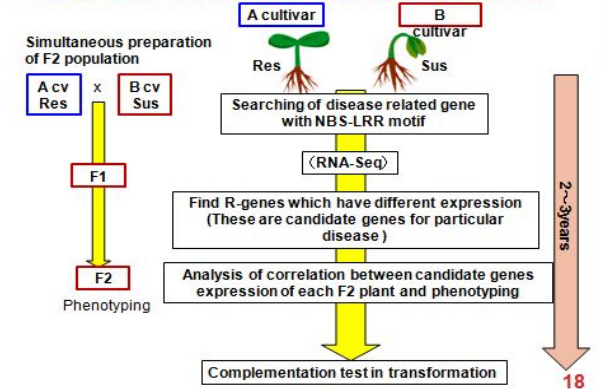 A cultivar
B
cultivar
Simultaneous preparation
of F2 population
Res
Sus
A cv
Res
x
B cv
Sus
Searching of disease related gene
with NBS-LRR motif
(RNA-Seq)
F1
Find R-genes which have different expression
(These are candidate genes for particular
disease )
2~3years
F2
Phenotyping
Analysis of correlation between candidate genes
expression of each F2 plant and phenotyping
Complementation test in transformation
18